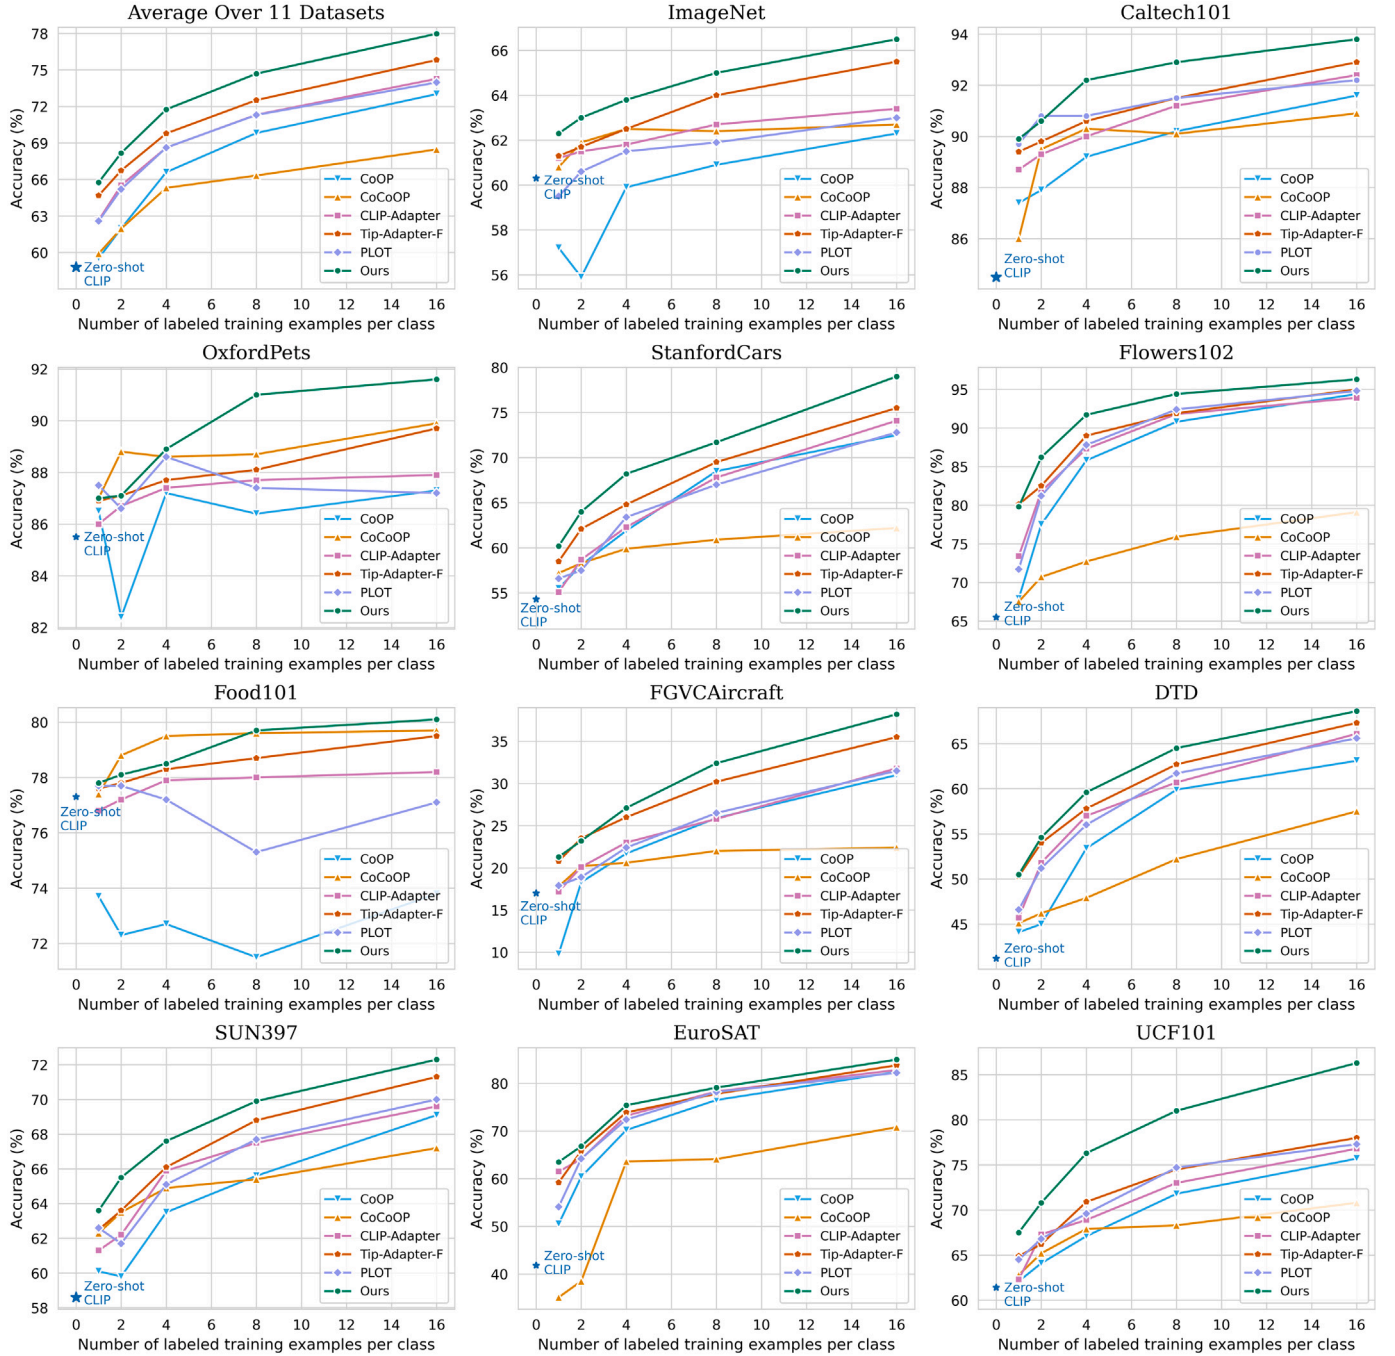 Average Over 11 Datasets
78
75
72
69
66
63
60
Accuracy (%)
Zero-shot
CLIP
CoOP
CoCoOP
CLIP-Adapter
Tip-Adapter-F
PLOT
Ours
0 2 4 6 8 10 12 14 16
Number of labeled training examples per class
ImageNet
66
64
62
60
58
56
Accuracy (%)
Zero-shot
CLIP
CoOP
CoCoOP
CLIP-Adapter
Tip-Adapter-F
PLOT
Ours
0 2 4 6 8 10 12 14 16
Number of labeled training examples per class
Caltech101
94
92
90
88
86
Accuracy (%)
Zero-shot
CLIP
CoOP
CoCoOP
CLIP-Adapter
Tip-Adapter-F
PLOT
Ours
0 2 4 6 8 10 12 14 16
Number of labeled training examples per class
OxfordPets
92
90
88
86
84
82
Accuracy (%)
Zero-shot
CLIP
CoOP
CoCoOP
CLIP-Adapter
Tip-Adapter-F
PLOT
Ours
0 2 4 6 8 10 12 14 16
Number of labeled training examples per class
StanfordCars
80
75
70
65
60
55
Accuracy (%)
Zero-shot
CLIP
CoOP
CoCoOP
CLIP-Adapter
Tip-Adapter-F
PLOT
Ours
0 2 4 6 8 10 12 14 16
Number of labeled training examples per class
Flowers102
95
90
85
80
75
70
65
Accuracy (%)
Zero-shot
CLIP
CoOP
CoCoOP
CLIP-Adapter
Tip-Adapter-F
PLOT
Ours
0 2 4 6 8 10 12 14 16
Number of labeled training examples per class
Food101
80
78
76
74
72
Accuracy (%)
Zero-shot
CLIP
CoOP
CoCoOP
CLIP-Adapter
Tip-Adapter-F
PLOT
Ours
0 2 4 6 8 10 12 14 16
Number of labeled training examples per class
FGVCAircraft
35
30
25
20
15
10
Accuracy (%)
Zero-shot
CLIP
CoOP
CoCoOP
CLIP-Adapter
Tip-Adapter-F
PLOT
Ours
0 2 4 6 8 10 12 14 16
Number of labeled training examples per class
DTD
65
60
55
50
45
Accuracy (%)
Zero-shot
CLIP
CoOP
CoCoOP
CLIP-Adapter
Tip-Adapter-F
PLOT
Ours
0 2 4 6 8 10 12 14 16
Number of labeled training examples per class
SUN397
72
70
68
66
64
62
60
58
Accuracy (%)
Zero-shot
CLIP
CoOP
CoCoOP
CLIP-Adapter
Tip-Adapter-F
PLOT
Ours
0 2 4 6 8 10 12 14 16
Number of labeled training examples per class
EuroSAT
80
70
60
50
40
Accuracy (%)
Zero-shot
CLIP
CoOP
CoCoOP
CLIP-Adapter
Tip-Adapter-F
PLOT
Ours
0 2 4 6 8 10 12 14 16
Number of labeled training examples per class
UCF101
85
80
75
70
65
60
Accuracy (%)
Zero-shot
CLIP
CoOP
CoCoOP
CLIP-Adapter
Tip-Adapter-F
PLOT
Ours
0 2 4 6 8 10 12 14 16
Number of labeled training examples per class